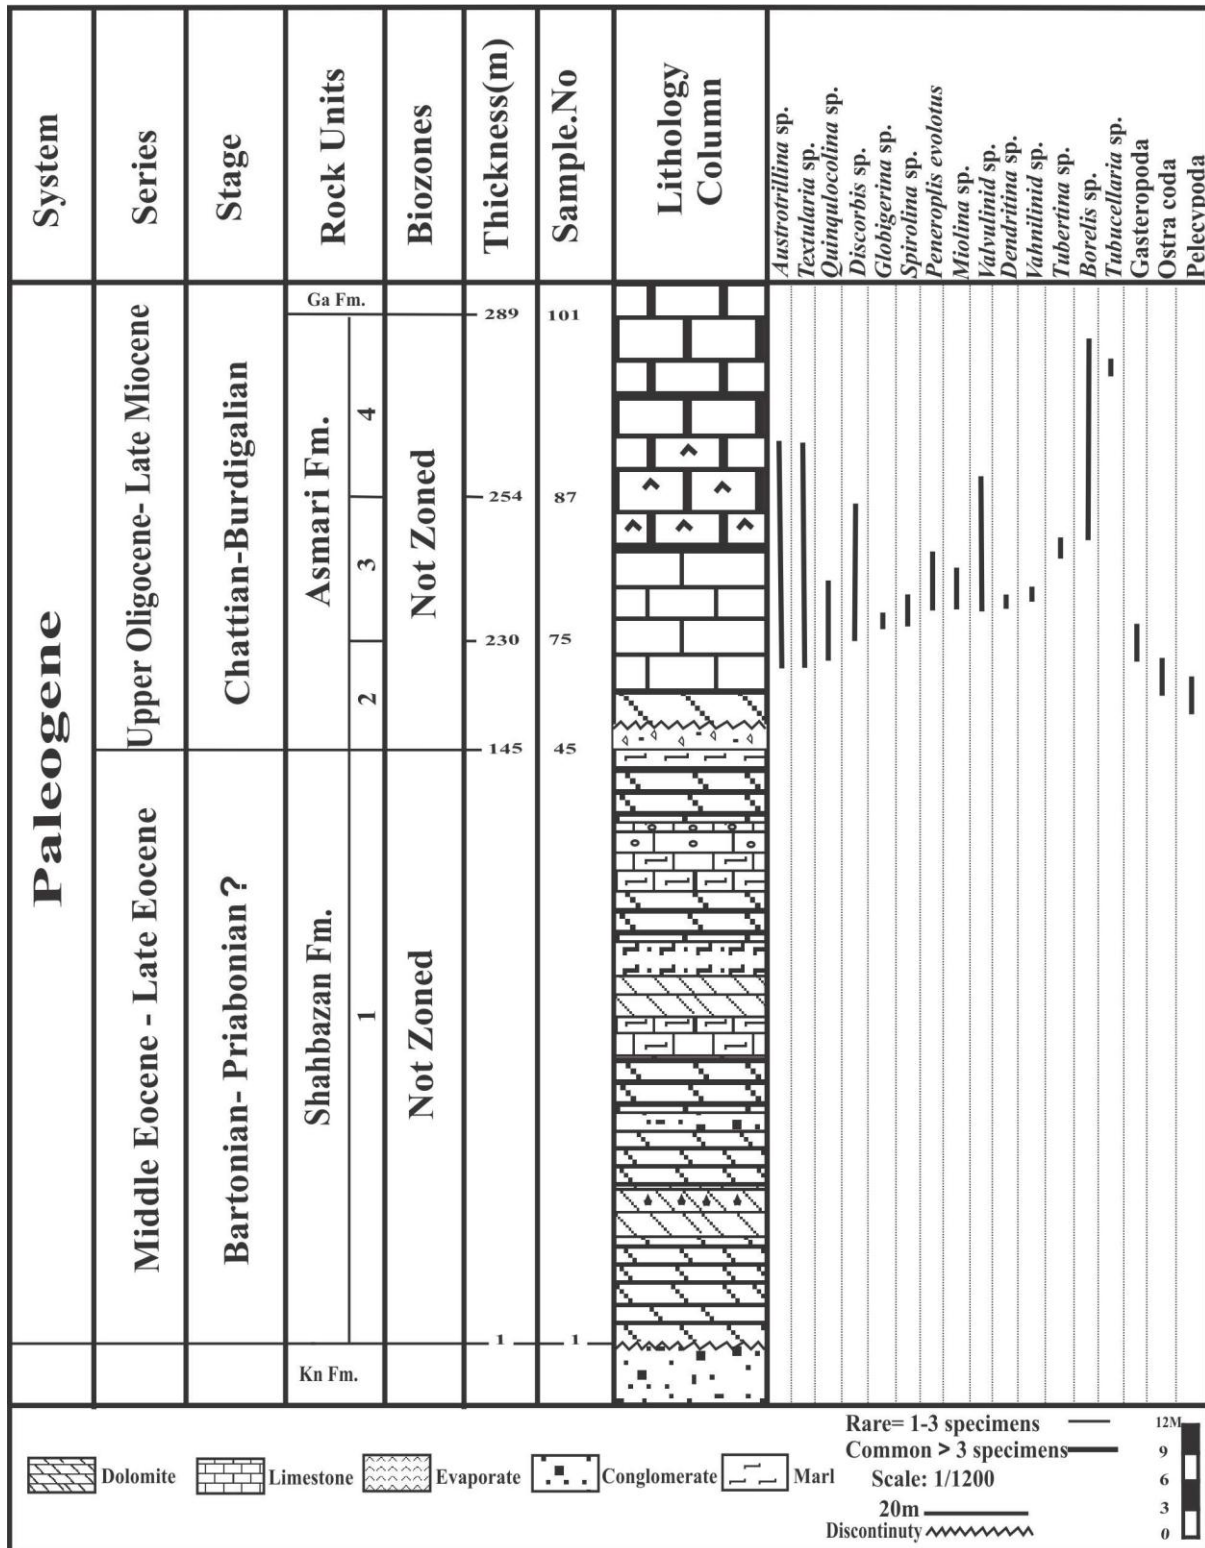 System
Series
Stage
Rock Units
Biozones
Thickness(m)
Sample.No
Lithology
Column
Austrotrillina sp.
Textularia sp.
Quinqulocolina sp.
Discorbis sp.
Globigerina sp.
Spirolina sp.
Peneroplis evolotus
Miolina sp.
Valvulinid sp.
Dendritina sp.
Vahnilinid sp.
Tubertina sp.
Borelis sp.
Tubucellaria sp.
Gasteropoda
Ostra coda
Pelecypoda
Paleogene
Upper Oligocene- Late Miocene
Chattian-Burdigalian
Ga Fm.
Asmari Fm.
4
3
2
Not Zoned
289 101
254 87
230 75
145 45
Middle Eocene - Late Eocene
Bartonian- Priabonian ?
Shahbazan Fm.
1
Not Zoned
1 1
Kn Fm.
Dolomite
Limestone
Evaporate
Conglomerate
Marl
Rare= 1-3 specimens
Common > 3 specimens
Scale: 1/1200
20m
Discontinuty
12M
9
6
3
0